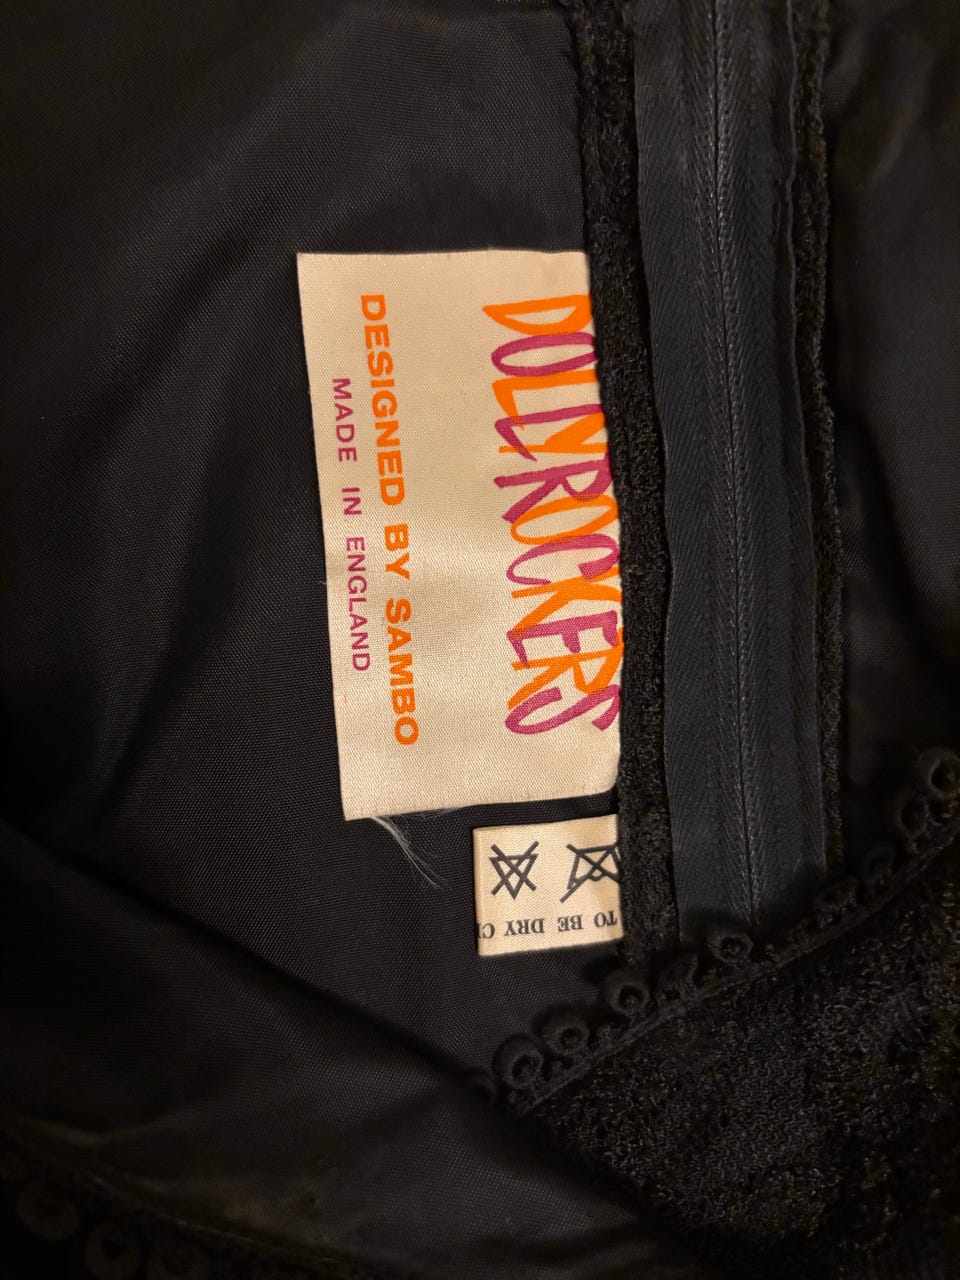 DOLLYROCKERS
DESIGNED BY SAMBO
MADE IN ENGLAND
TO BE DRY